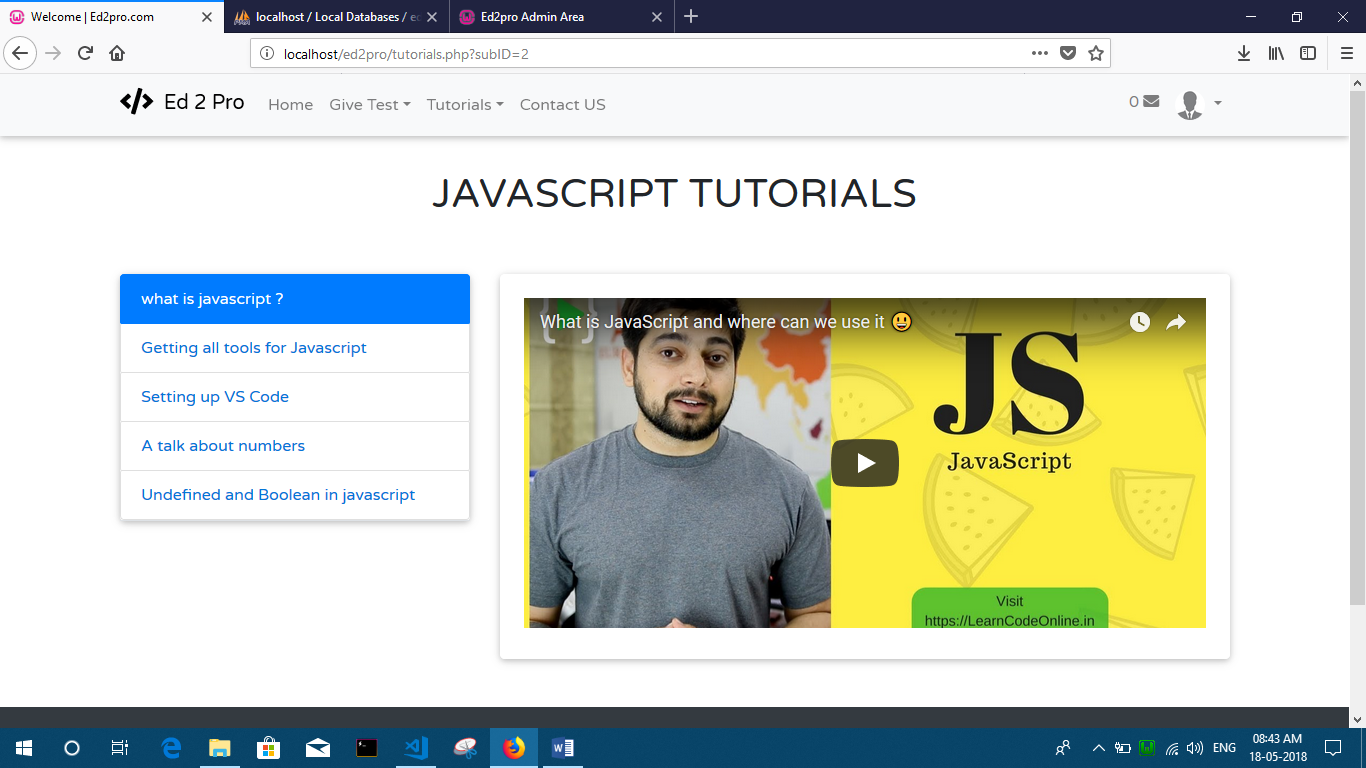 Welcome | Ed2pro.com
localhost / Local Databases / ed
Ed2pro Admin Area
localhost/ed2pro/tutorials.php?subID=2
</> Ed 2 Pro
Home
Give Test
Tutorials
Contact US
0
JAVASCRIPT TUTORIALS
what is javascript ?
Getting all tools for Javascript
Setting up VS Code
A talk about numbers
Undefined and Boolean in javascript
What is JavaScript and where can we use it 😃
JS
JavaScript
Visit
https://LearnCodeOnline.in
ENG
08:43 AM
18-05-2018